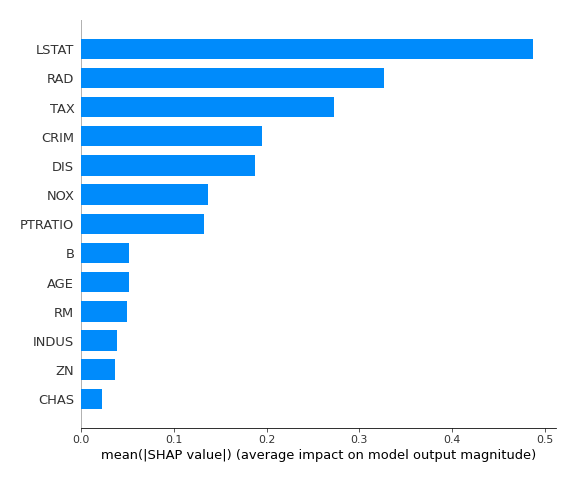 LSTAT
RAD
TAX
CRIM
DIS
NOX
PTRATIO
B
AGE
RM
INDUS
ZN
CHAS
0.0 0.1 0.2 0.3 0.4 0.5
mean(|SHAP value|) (average impact on model output magnitude)